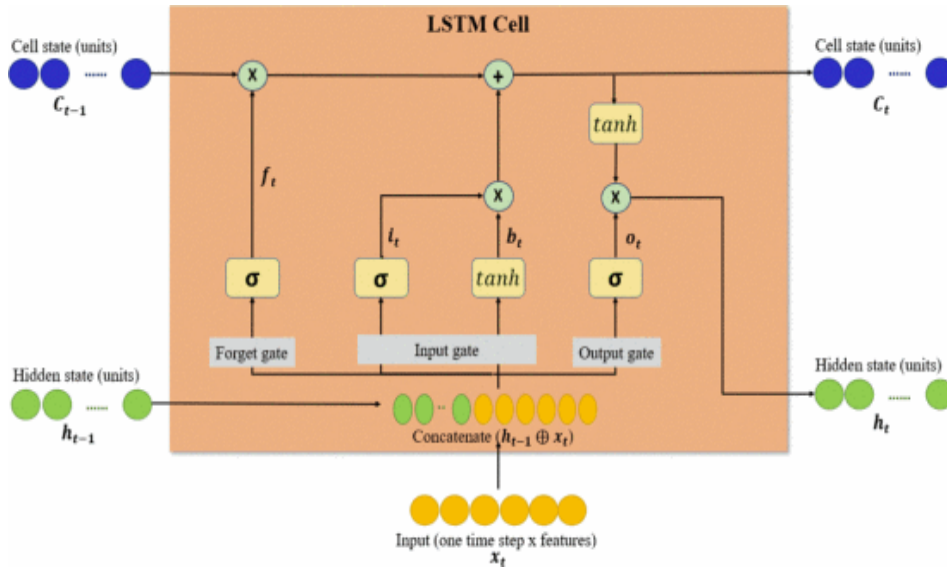 LSTM Cell
Cell state (units)
......
C_{t-1}
X
+
Cell state (units)
......
C_t
tanh
f_t
X
X
i_t
b_t
o_t
σ
σ
tanh
σ
Forget gate
Input gate
Output gate
Hidden state (units)
......
h_{t-1}
..
Concatenate (h_{t-1} ⊕ x_t)
Hidden state (units)
......
h_t
Input (one time step x features)
x_t